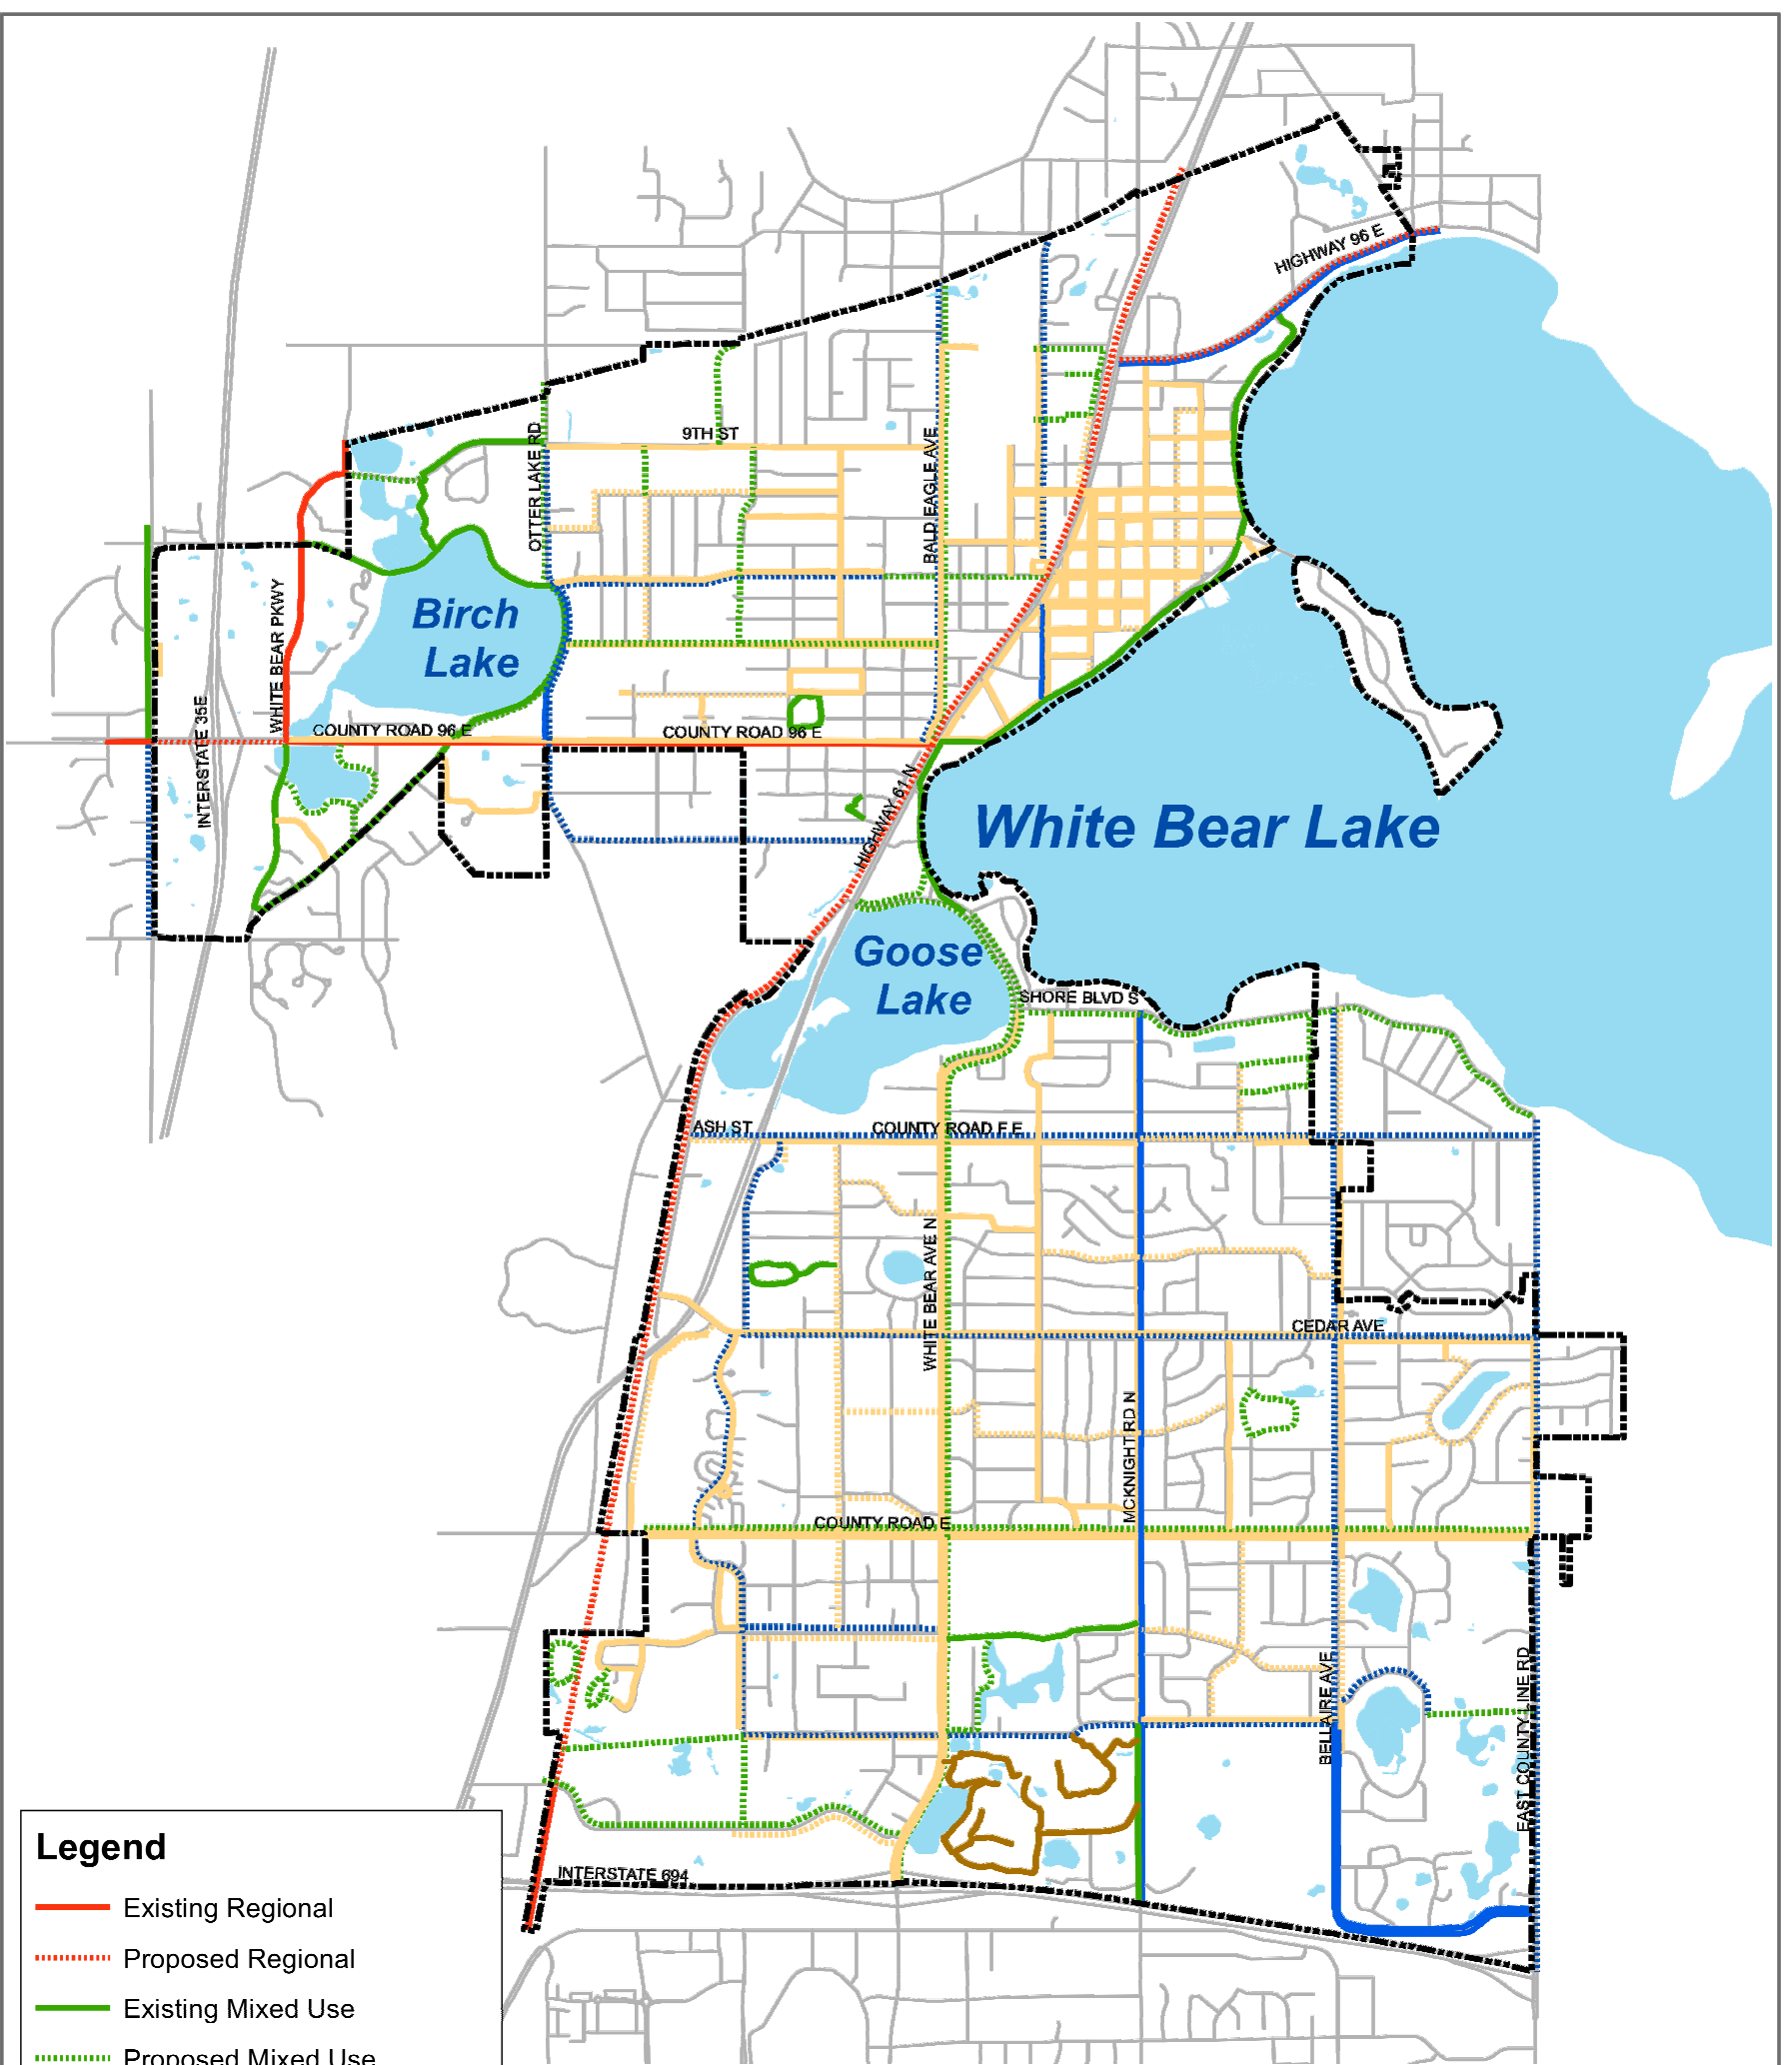 HIGHWAY 96 E
9TH ST
OTTER LAKE RD
BALD EAGLE AVE
Birch
Lake
WHITE BEAR PKWY
INTERSTATE 35E
COUNTY ROAD 96 E
COUNTY ROAD 96 E
HIGHWAY 61 N
White Bear Lake
Goose
Lake
SHORE BLVD S
ASH ST
COUNTY ROAD F E
WHITE BEAR AVE N
CEDAR AVE
MCKNIGHT RD N
COUNTY ROAD E
BELLAIRE AVE
EAST COUNTY LINE RD
INTERSTATE 694
Legend
Existing Regional
Proposed Regional
Existing Mixed Use
Proposed Mixed Use